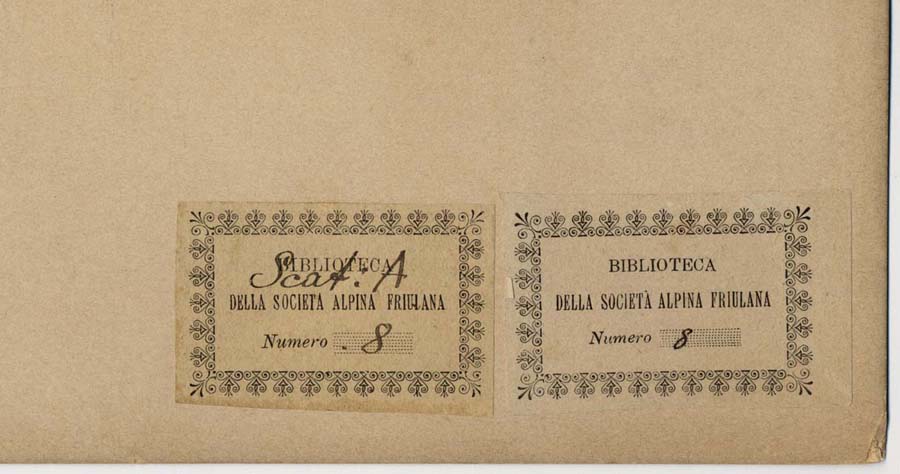 Scat. A
BIBLIOTECA
DELLA SOCIETÀ ALPINA FRIULANA
Numero . 8
BIBLIOTECA
DELLA SOCIETÀ ALPINA FRIULANA
Numero 8